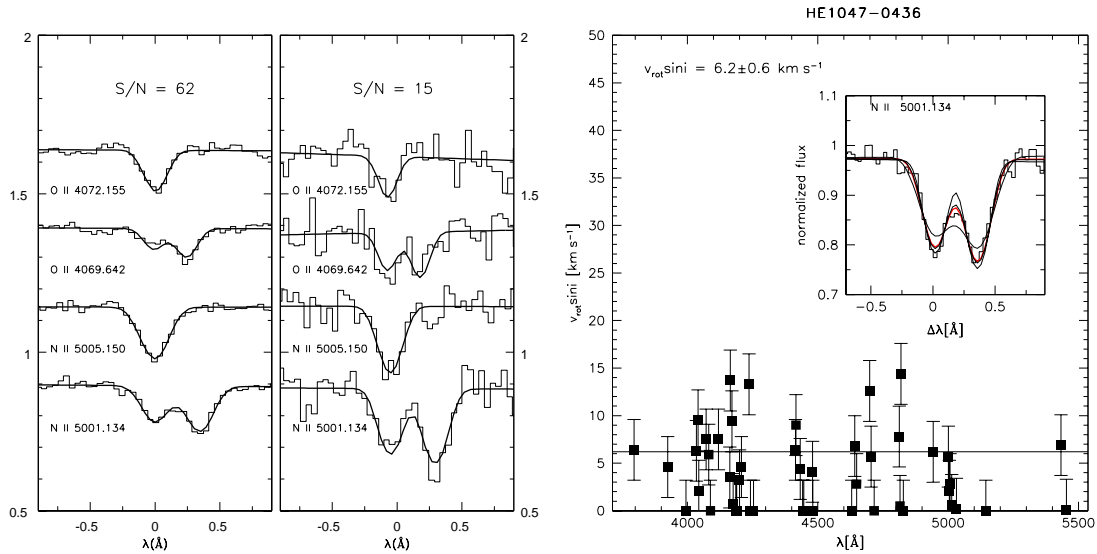 HE1047−0436
2
1.5
1
0.5
S/N = 62
O II 4072.155
O II 4069.642
N II 5005.150
N II 5001.134
-0.5 0 0.5
λ(Å)
2
1.5
1
0.5
S/N = 15
O II 4072.155
O II 4069.642
N II 5005.150
N II 5001.134
-0.5 0 0.5
λ(Å)
50
45
40
35
30
25
20
15
10
5
0
v_rot sini [km s⁻¹]
v_rot sini = 6.2±0.6 km s⁻¹
1.1
1
0.9
0.8
0.7
normalized flux
N II 5001.134
-0.5 0 0.5
Δλ[Å]
4000 4500 5000 5500
λ[Å]